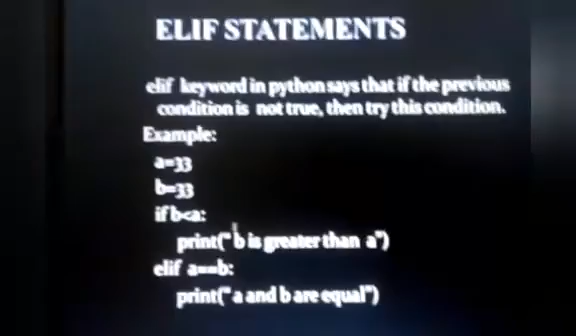 ELIF STATEMENTS
elif keyword in python says that if the previous
condition is not true, then try this condition.
Example:
a=33
b=33
if b<a:
print(" b is greater than a")
elif a==b:
print(" a and b are equal")